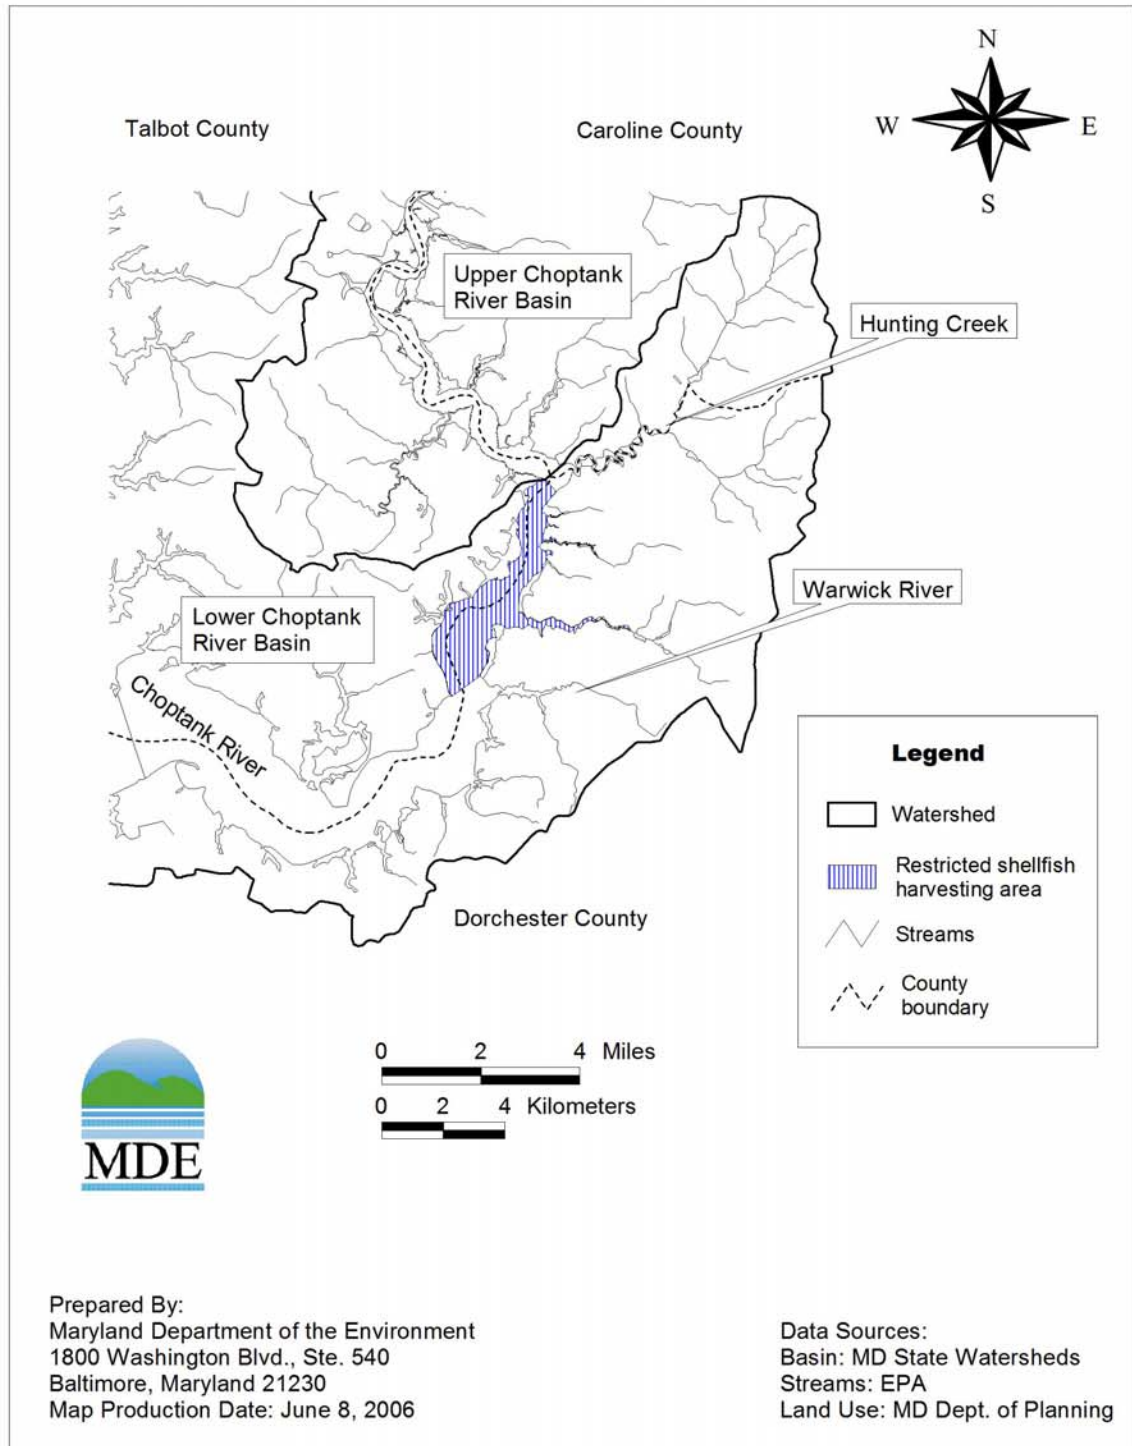 N
W
E
S
Talbot County
Caroline County
Upper Choptank
River Basin
Hunting Creek
Warwick River
Lower Choptank
River Basin
Choptank River
Legend
Watershed
Restricted shellfish
harvesting area
Streams
County
boundary
Dorchester County
0 2 4 Miles
0 2 4 Kilometers
MDE
Prepared By:
Maryland Department of the Environment
1800 Washington Blvd., Ste. 540
Baltimore, Maryland 21230
Map Production Date: June 8, 2006
Data Sources:
Basin: MD State Watersheds
Streams: EPA
Land Use: MD Dept. of Planning